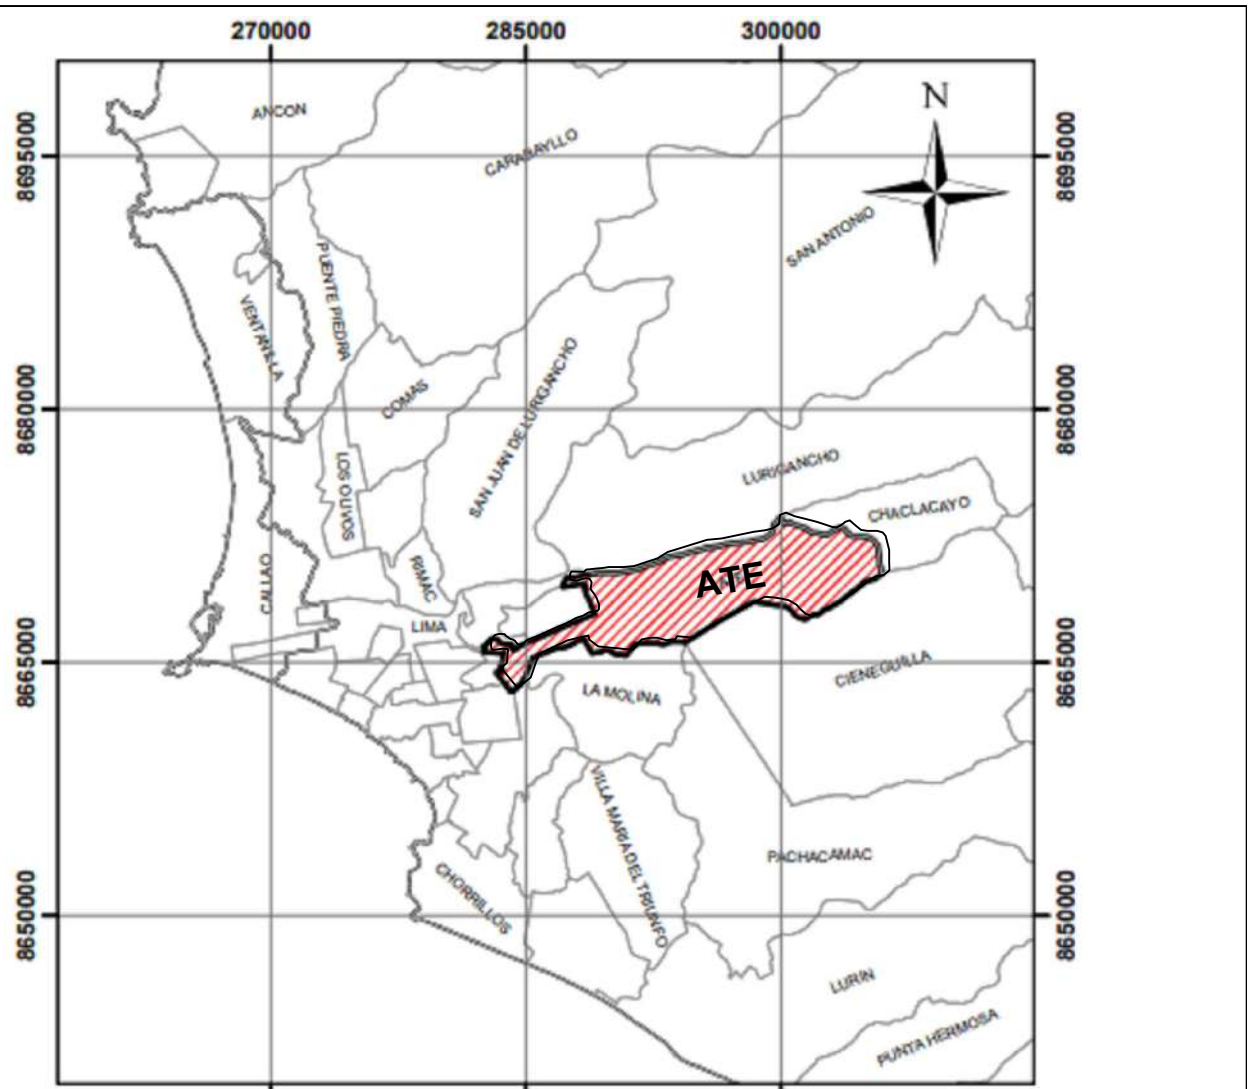 270000 285000 300000
N
ANCON
CARABAYLLO
8695000
8695000
SAN ANTONIO
PUENTE PIEDRA
VENTANILLA
COMAS
SAN JUAN DE LURIGANCHO
8680000
8680000
LOS OLIVOS
LURIGANCHO
CHACLACAYO
RIMAC
CALLAO
ATE
LIMA
8665000
8665000
CIENEGUILLA
LA MOLINA
VILLA MARIA DEL TRIUNFO
PACHACAMAC
CHORRILLOS
8650000
8650000
LURIN
PUNTA HERMOSA